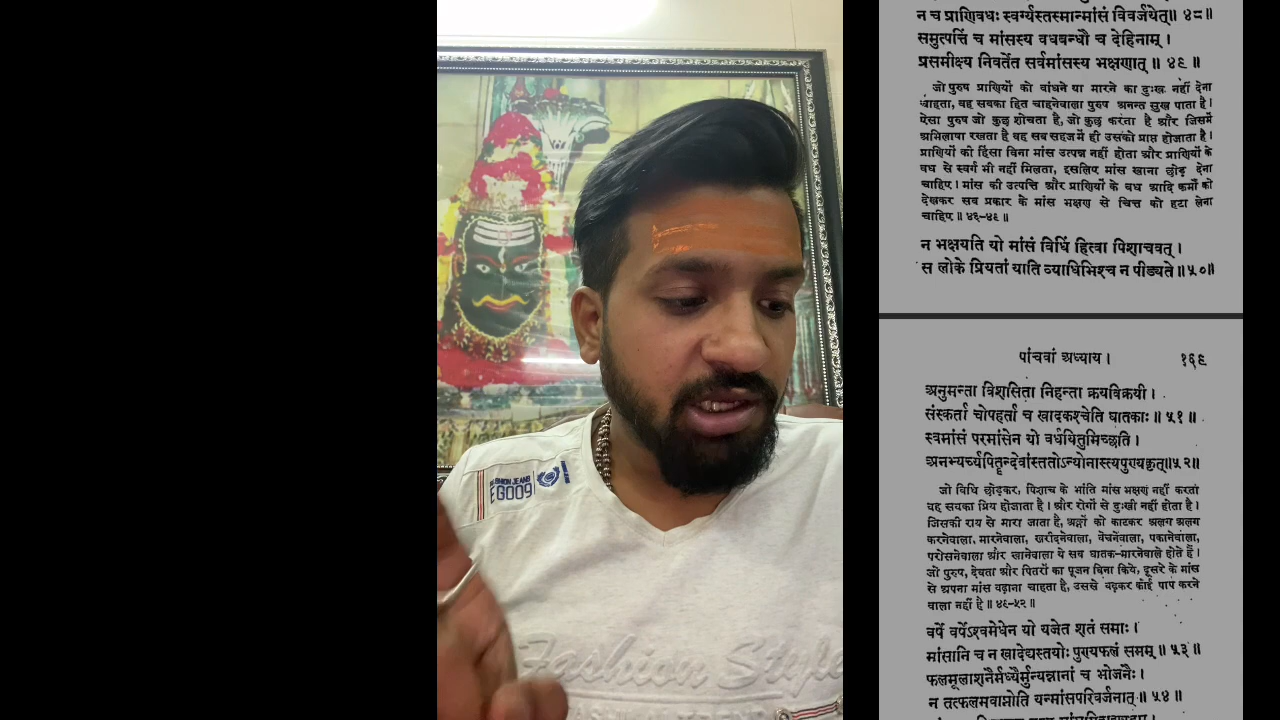 न च प्राणिवधः स्वर्ग्यस्तस्मान्मांसं विवर्जयेत्॥ ४८॥
समुत्पत्तिं च मांसस्य वधबन्धौ च देहिनाम् ।
प्रसमीक्ष्य निवर्तेत सर्वमांसस्य भक्षणात् ॥ ४९ ॥
जो पुरुष प्राणियों को बांधने या मारने का दुःख नहीं देना
चाहता, वह सबका हित चाहनेवाला पुरुष अनन्त सुख पाता है।
ऐसा पुरुष जो कुछ शोचता है, जो कुछ करता है और जिसमें
अभिलाषा रखता है वह सब सहज में ही उसको प्राप्त होजाता है।
प्राणियों की हिंसा विना मांस उत्पन्न नहीं होता और प्राणियों के
वध से स्वर्ग भी नहीं मिलता, इसलिए मांस खाना छोड़ देना
चाहिए। मांस की उत्पत्ति और प्राणियों के वध आदि कर्मों को
देखकर सब प्रकार के मांस भक्षण से चित्त को हटा लेना
चाहिए ॥ ४६-४९ ॥
न भक्षयति यो मांसं विधिं हित्वा पिशाचवत् ।
स लोके प्रियतां याति व्याधिभिश्च न पीड्यते॥५०॥
पांचवां अध्याय। १६९
अनुमन्ता विशसिता निहन्ता क्रयविक्रयी ।
संस्कर्ता चोपहर्ता च खादकश्चेति घातकाः ॥ ५१ ॥
स्वमांसं परमांसेन यो वर्धयितुमिच्छति ।
अनभ्यर्च्यपितॄन्देवांस्ततोऽन्योनास्त्यपुण्यकृत्॥५२॥
जो विधि छोड़कर, पिशाच के भांति मांस भक्षण नहीं करता
वह सबका प्रिय होजाता है। और रोगों से दुःखी नहीं होता है।
जिसकी राय से मारा जाता है, अङ्गों को काटकर अलग अलग
करनेवाला, मारनेवाला, खरीदनेवाला, बेचनेवाला, पकानेवाला,
परोसनेवाला और खानेवाला ये सब घातक-मारनेवाले होते हैं।
जो पुरुष, देवता और पितरों का पूजन बिना किये, दूसरे के मांस
से अपना मांस बढ़ाना चाहता है, उससे बढ़कर कोई पाप करने
वाला नहीं है ॥ ४९-५२ ॥
वर्षे वर्षेऽश्वमेधेन यो यजेत शतं समाः ।
मांसानि च न खादेद्यस्तयोः पुण्यफलं समम् ॥ ५३ ॥
फलमूलाशनैर्मेध्यैर्मुन्यन्नानां च भोजनैः ।
न तत्फलमवाप्नोति यन्मांसपरिवर्जनात् ॥ ५४ ॥
EG009
Fashion Style